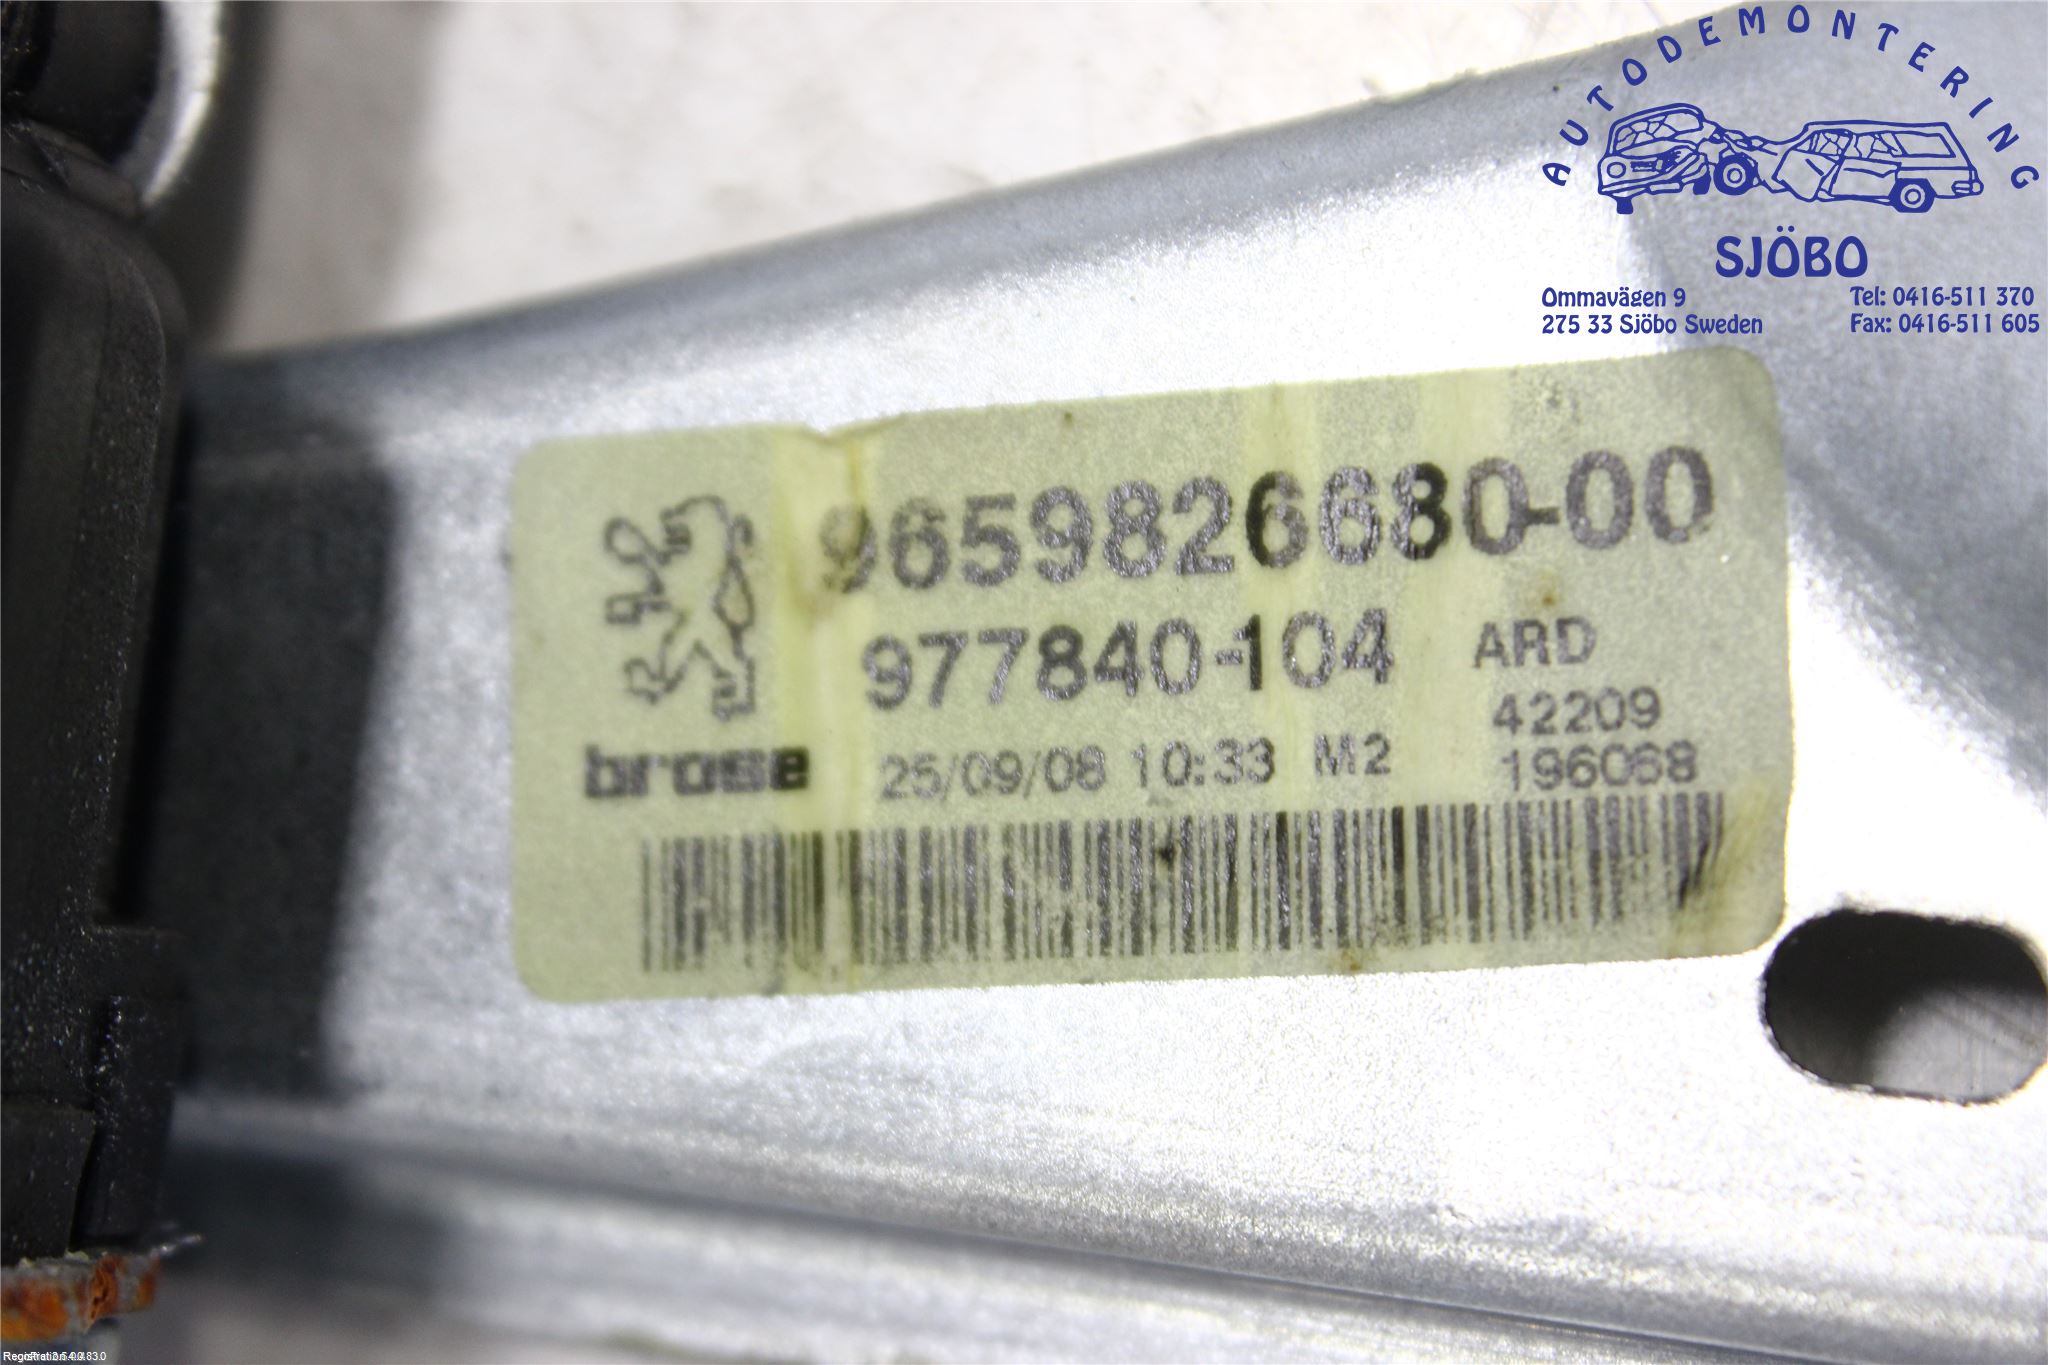 AUTODEMONTERING
SJÖBO
Ommavägen 9
275 33 Sjöbo Sweden
Tel: 0416-511 370
Fax: 0416-511 605
9659826680-00
977840-104 ARD
42209
brose 25/09/08 10:33 M2 196068